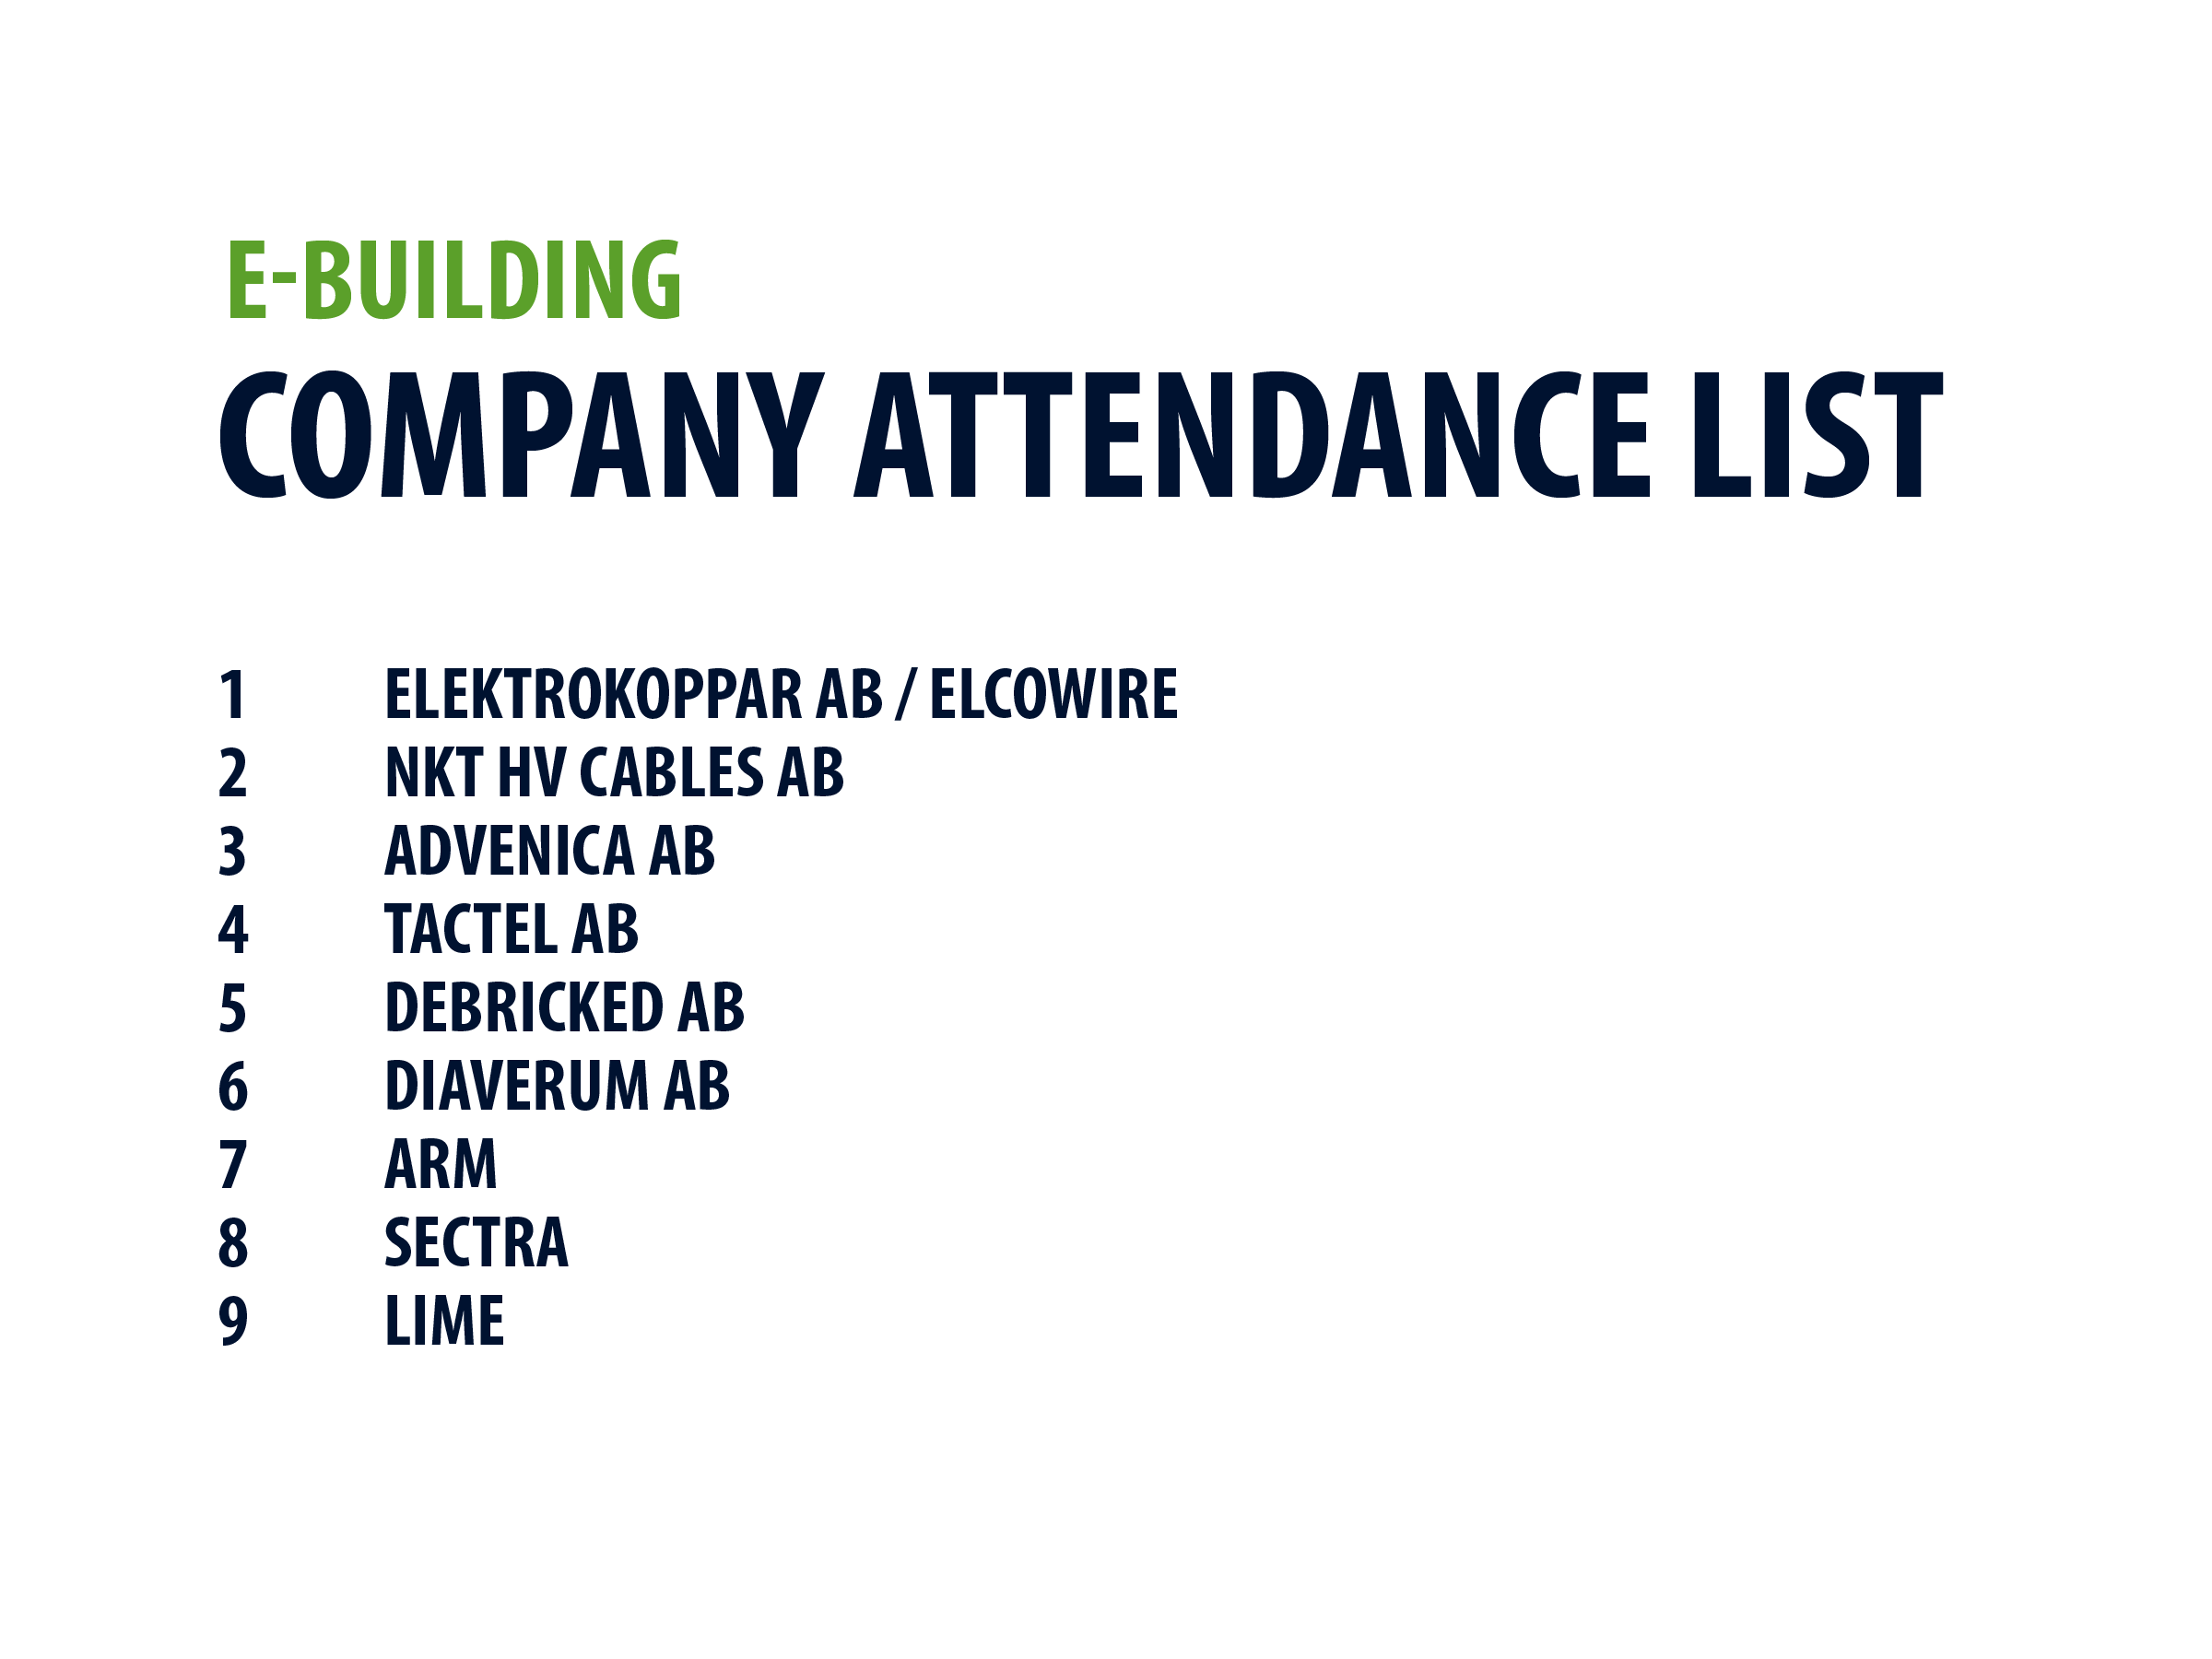 E-BUILDING
COMPANY ATTENDANCE LIST
1 ELEKTROKOPPAR AB / ELCOWIRE
2 NKT HV CABLES AB
3 ADVENICA AB
4 TACTEL AB
5 DEBRICKED AB
6 DIAVERUM AB
7 ARM
8 SECTRA
9 LIME